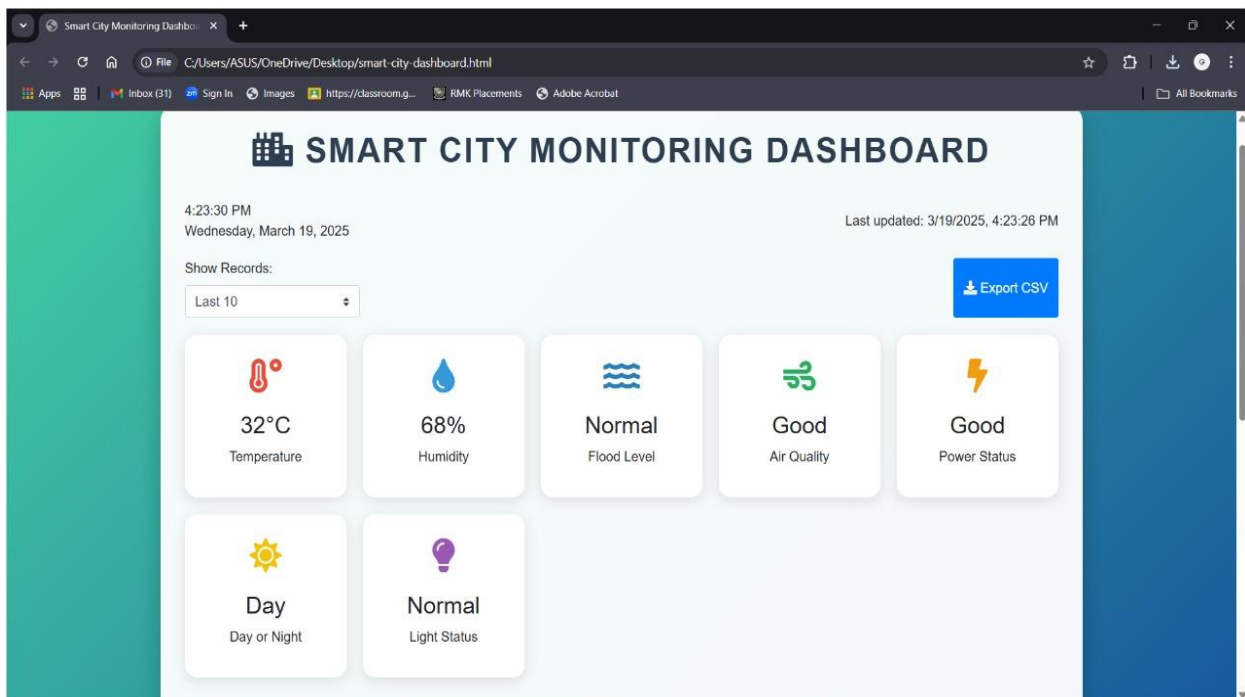 Smart City Monitoring Dashbo
File C:/Users/ASUS/OneDrive/Desktop/smart-city-dashboard.html
Apps Inbox (31) Sign In Images https://classroom.g... RMK Placements Adobe Acrobat All Bookmarks
SMART CITY MONITORING DASHBOARD
4:23:30 PM
Wednesday, March 19, 2025
Last updated: 3/19/2025, 4:23:26 PM
Show Records:
Last 10
Export CSV
32°C
Temperature
68%
Humidity
Normal
Flood Level
Good
Air Quality
Good
Power Status
Day
Day or Night
Normal
Light Status